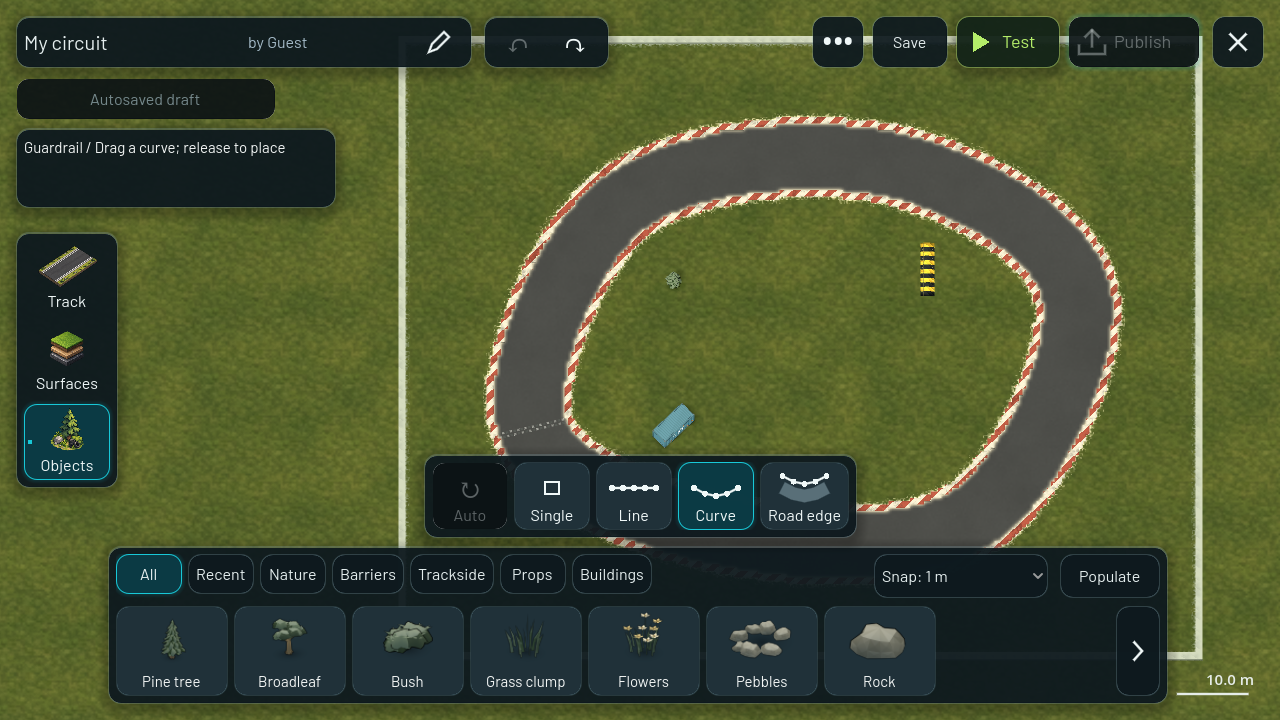 My circuit
by Guest
Save
Test
Publish
Autosaved draft
Guardrail / Drag a curve; release to place
Track
Surfaces
Objects
Auto
Single
Line
Curve
Road edge
All
Recent
Nature
Barriers
Trackside
Props
Buildings
Snap: 1 m
Populate
Pine tree
Broadleaf
Bush
Grass clump
Flowers
Pebbles
Rock
10.0 m